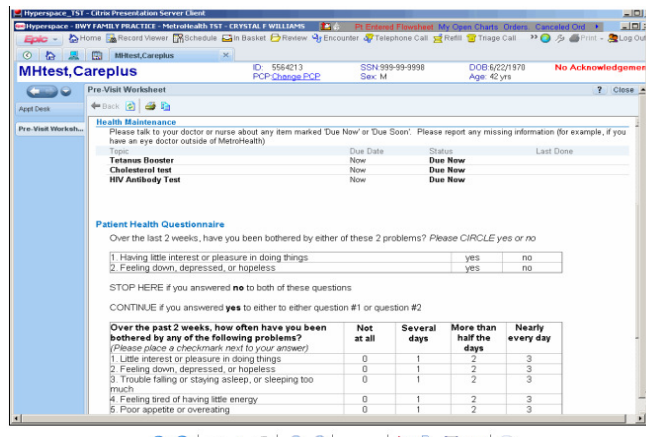 Hyperspace_TST - Citrix Presentation Server Client
Hyperspace - BWY FAMILY PRACTICE - MetroHealth TST - CRYSTAL F WILLIAMS Pt Entered Flowsheet My Open Charts Orders. Canceled Ord
Epic Home Record Viewer Schedule In Basket Review Encounter Telephone Call Refill Triage Call Print Log Out
MHtest,Careplus
MHtest,Careplus
ID: 5564213 SSN:999-99-9998 DOB:6/22/1978 No Acknowledgemen
PCP:Change PCP Sex: M Age: 42 yrs
Pre-Visit Worksheet ? Close
Back
Appt Desk
Pre-Visit Worksh...
Health Maintenance
Please talk to your doctor or nurse about any item marked 'Due Now' or 'Due Soon'. Please report any missing information (for example, if you
have an eye doctor outside of MetroHealth)
Topic Due Date Status Last Done
Tetanus Booster Now Due Now
Cholesterol test Now Due Now
HIV Antibody Test Now Due Now
Patient Health Questionnaire
Over the last 2 weeks, have you been bothered by either of these 2 problems? Please CIRCLE yes or no
1. Having little interest or pleasure in doing things yes no
2. Feeling down, depressed, or hopeless yes no
STOP HERE if you answered no to both of these questions
CONTINUE if you answered yes to either to either question #1 or question #2
Over the past 2 weeks, how often have you been Not Several More than Nearly
bothered by any of the following problems? at all days half the every day
(Please place a checkmark next to your answer) days
1. Little interest or pleasure in doing things 0 1 2 3
2. Feeling down, depressed, or hopeless 0 1 2 3
3. Trouble falling or staying asleep, or sleeping too 0 1 2 3
much
4. Feeling tired of having little energy 0 1 2 3
5. Poor appetite or overeating 0 1 2 3